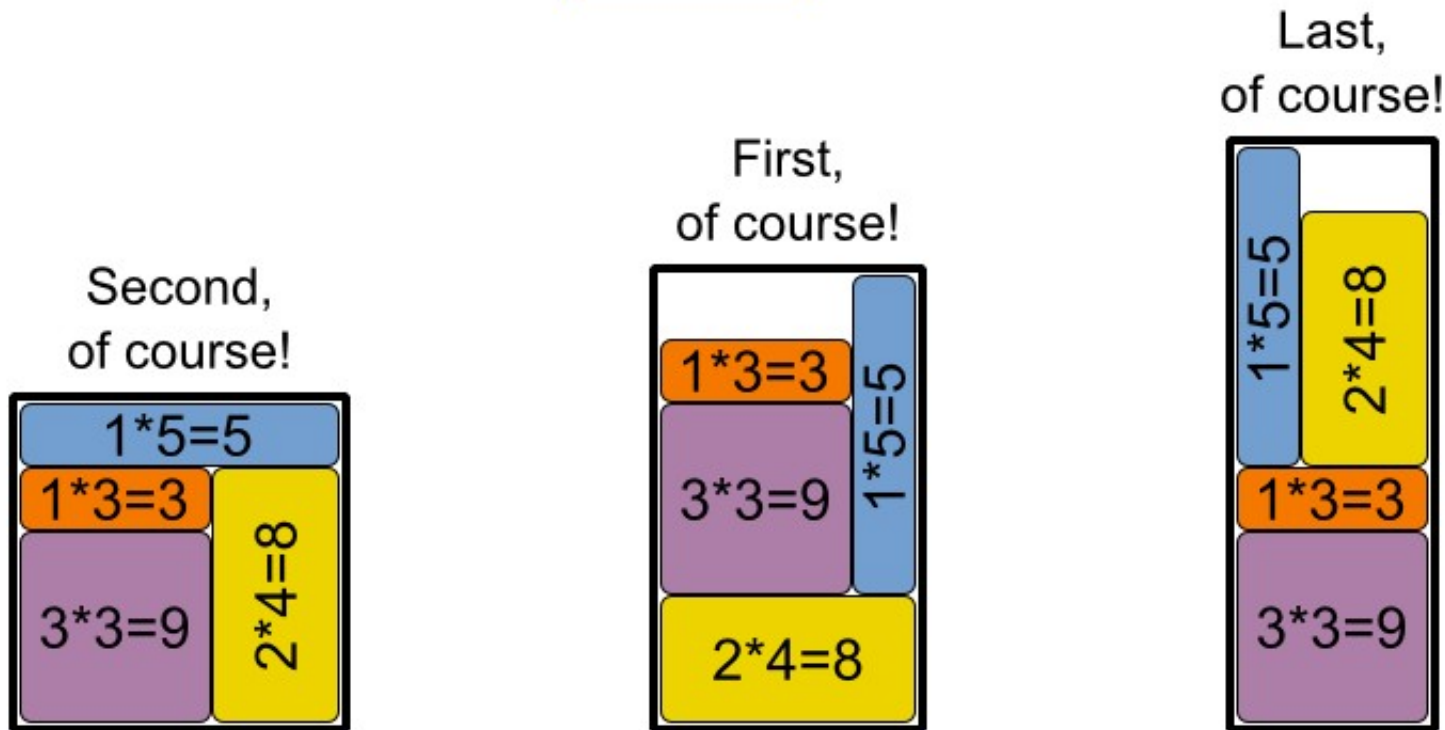 Second,
of course!
1*5=5
1*3=3
3*3=9
2*4=8
First,
of course!
1*3=3
3*3=9
1*5=5
2*4=8
Last,
of course!
1*5=5
2*4=8
1*3=3
3*3=9